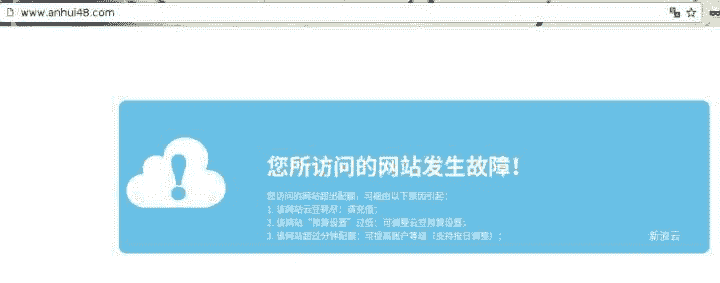 www.anhui48.com
您所访问的网站发生故障！
您访问的网站超出配额，可能由以下原因引起：
1. 该网站云豆耗尽：请充值；
2. 该网站“预算设置”过低：可调整云豆预算设置；
3. 该网站超过分钟配额：可提高账户等级（支持按日调整）；
新浪云